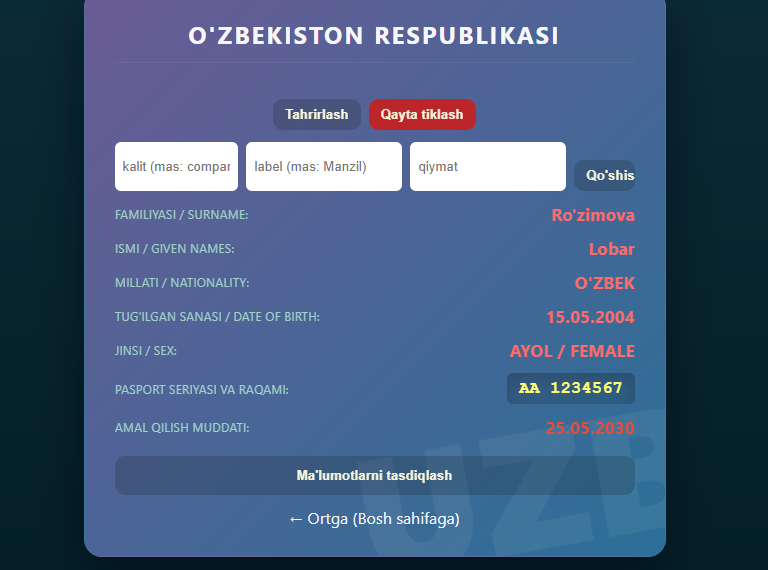 O'ZBEKISTON RESPUBLIKASI
Tahrirlash Qayta tiklash
kalit (mas: compar label (mas: Manzil) qiymat Qo'shis
FAMILIYASI / SURNAME: Ro'zimova
ISMI / GIVEN NAMES: Lobar
MILLATI / NATIONALITY: O'ZBEK
TUG'ILGAN SANASI / DATE OF BIRTH: 15.05.2004
JINSI / SEX: AYOL / FEMALE
PASPORT SERIYASI VA RAQAMI: AA 1234567
AMAL QILISH MUDDATI: 25.05.2030
UZB
Ma'lumotlarni tasdiqlash
← Ortga (Bosh sahifaga)